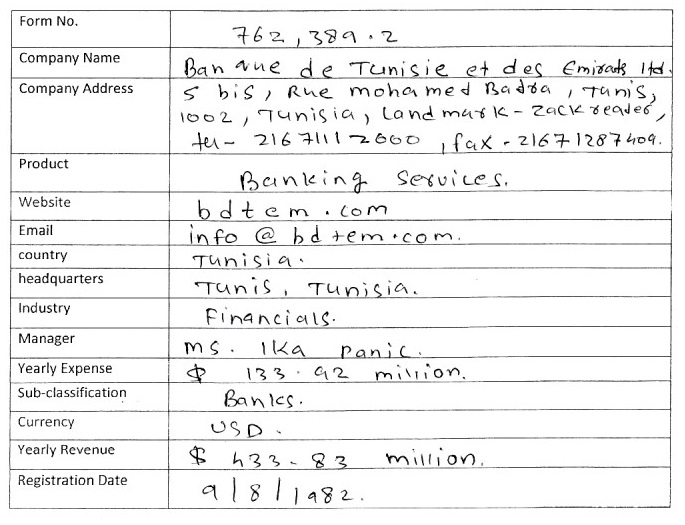 Form No. 762,389.2
Company Name Banque de Tunisie et des Emirats ltd.
Company Address 5 bis, Rue mohamed Badra, Tunis,
1002, Tunisia, Landmark - Zack reader,
tel - 21671112000, fax - 21671287409.
Product Banking Services.
Website bdtem.com
Email info@bdtem.com.
country Tunisia.
headquarters Tunis, Tunisia.
Industry Financials.
Manager ms. Ika panic.
Yearly Expense $ 133.92 million.
Sub-classification Banks.
Currency USD.
Yearly Revenue $ 433.83 million.
Registration Date 9/8/1982.